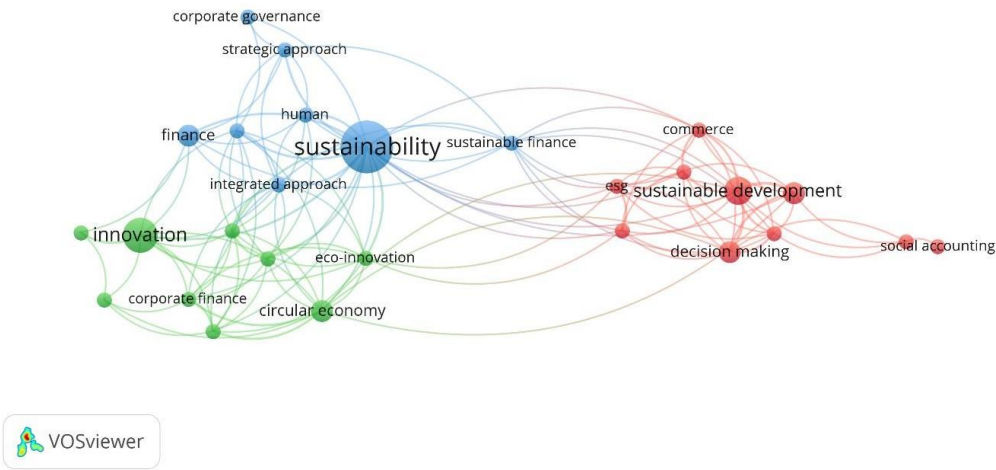 corporate governance
strategic approach
human
finance
sustainability
sustainable finance
commerce
integrated approach
esg
sustainable development
innovation
eco-innovation
decision making
social accounting
corporate finance
circular economy
VOSviewer